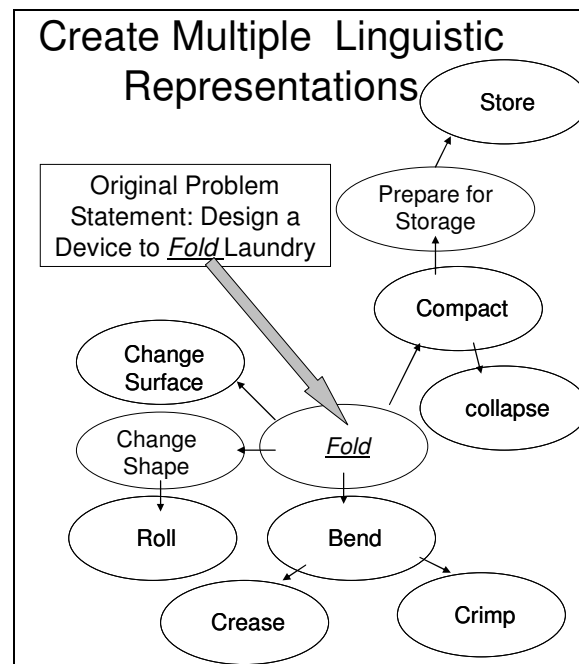 Create Multiple Linguistic
Representations
Store
Original Problem
Statement: Design a
Device to Fold Laundry
Prepare for
Storage
Compact
Change
Surface
collapse
Fold
Change
Shape
Roll
Bend
Crease
Crimp